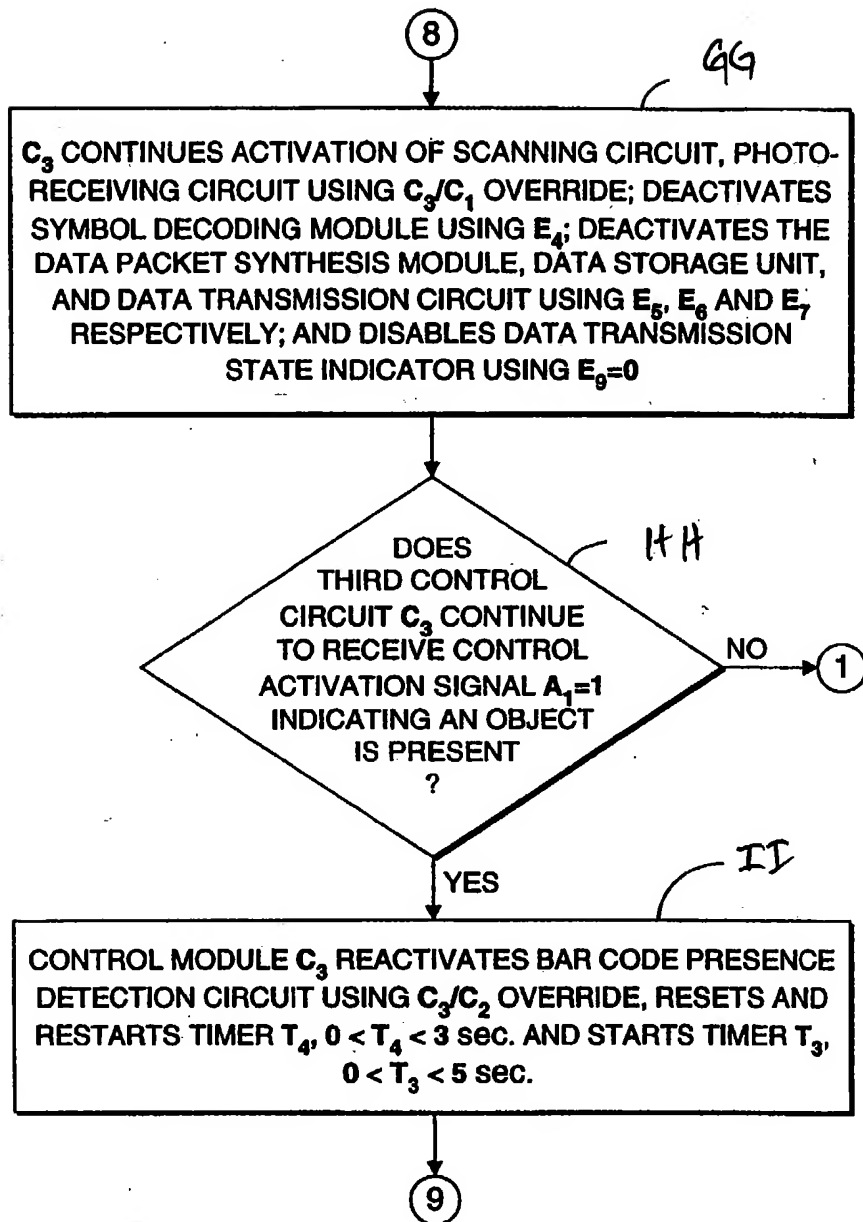 8
GG
C3 CONTINUES ACTIVATION OF SCANNING CIRCUIT, PHOTO-
RECEIVING CIRCUIT USING C3/C1 OVERRIDE; DEACTIVATES
SYMBOL DECODING MODULE USING E4; DEACTIVATES THE
DATA PACKET SYNTHESIS MODULE, DATA STORAGE UNIT,
AND DATA TRANSMISSION CIRCUIT USING E5, E6 AND E7
RESPECTIVELY; AND DISABLES DATA TRANSMISSION
STATE INDICATOR USING E9=0
HH
DOES
THIRD CONTROL
CIRCUIT C3 CONTINUE
TO RECEIVE CONTROL
ACTIVATION SIGNAL A1=1
INDICATING AN OBJECT
IS PRESENT
?
NO
1
YES
II
CONTROL MODULE C3 REACTIVATES BAR CODE PRESENCE
DETECTION CIRCUIT USING C3/C2 OVERRIDE, RESETS AND
RESTARTS TIMER T4, 0 < T4 < 3 sec. AND STARTS TIMER T3,
0 < T3 < 5 sec.
9